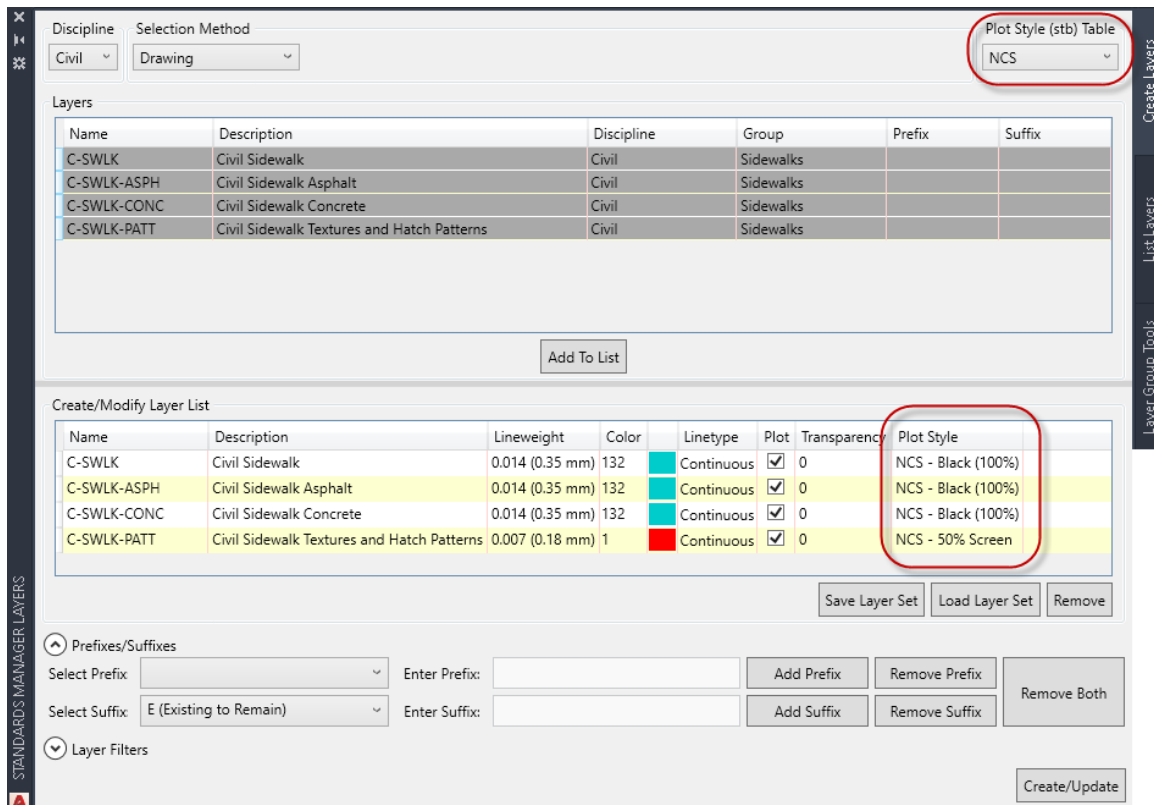 Discipline Selection Method Plot Style (stb) Table
Civil Drawing NCS
Layers
Name Description Discipline Group Prefix Suffix
C-SWLK Civil Sidewalk Civil Sidewalks
C-SWLK-ASPH Civil Sidewalk Asphalt Civil Sidewalks
C-SWLK-CONC Civil Sidewalk Concrete Civil Sidewalks
C-SWLK-PATT Civil Sidewalk Textures and Hatch Patterns Civil Sidewalks
Add To List
Create/Modify Layer List
Name Description Lineweight Color Linetype Plot Transparency Plot Style
C-SWLK Civil Sidewalk 0.014 (0.35 mm) 132 Continuous 0 NCS - Black (100%)
C-SWLK-ASPH Civil Sidewalk Asphalt 0.014 (0.35 mm) 132 Continuous 0 NCS - Black (100%)
C-SWLK-CONC Civil Sidewalk Concrete 0.014 (0.35 mm) 132 Continuous 0 NCS - Black (100%)
C-SWLK-PATT Civil Sidewalk Textures and Hatch Patterns 0.007 (0.18 mm) 1 Continuous 0 NCS - 50% Screen
Save Layer Set Load Layer Set Remove
Prefixes/Suffixes
Select Prefix Enter Prefix: Add Prefix Remove Prefix
Remove Both
Select Suffix E (Existing to Remain) Enter Suffix: Add Suffix Remove Suffix
Layer Filters
Create/Update
STANDARDS MANAGER LAYERS
Create Layers
List Layers
Layer Group Tools